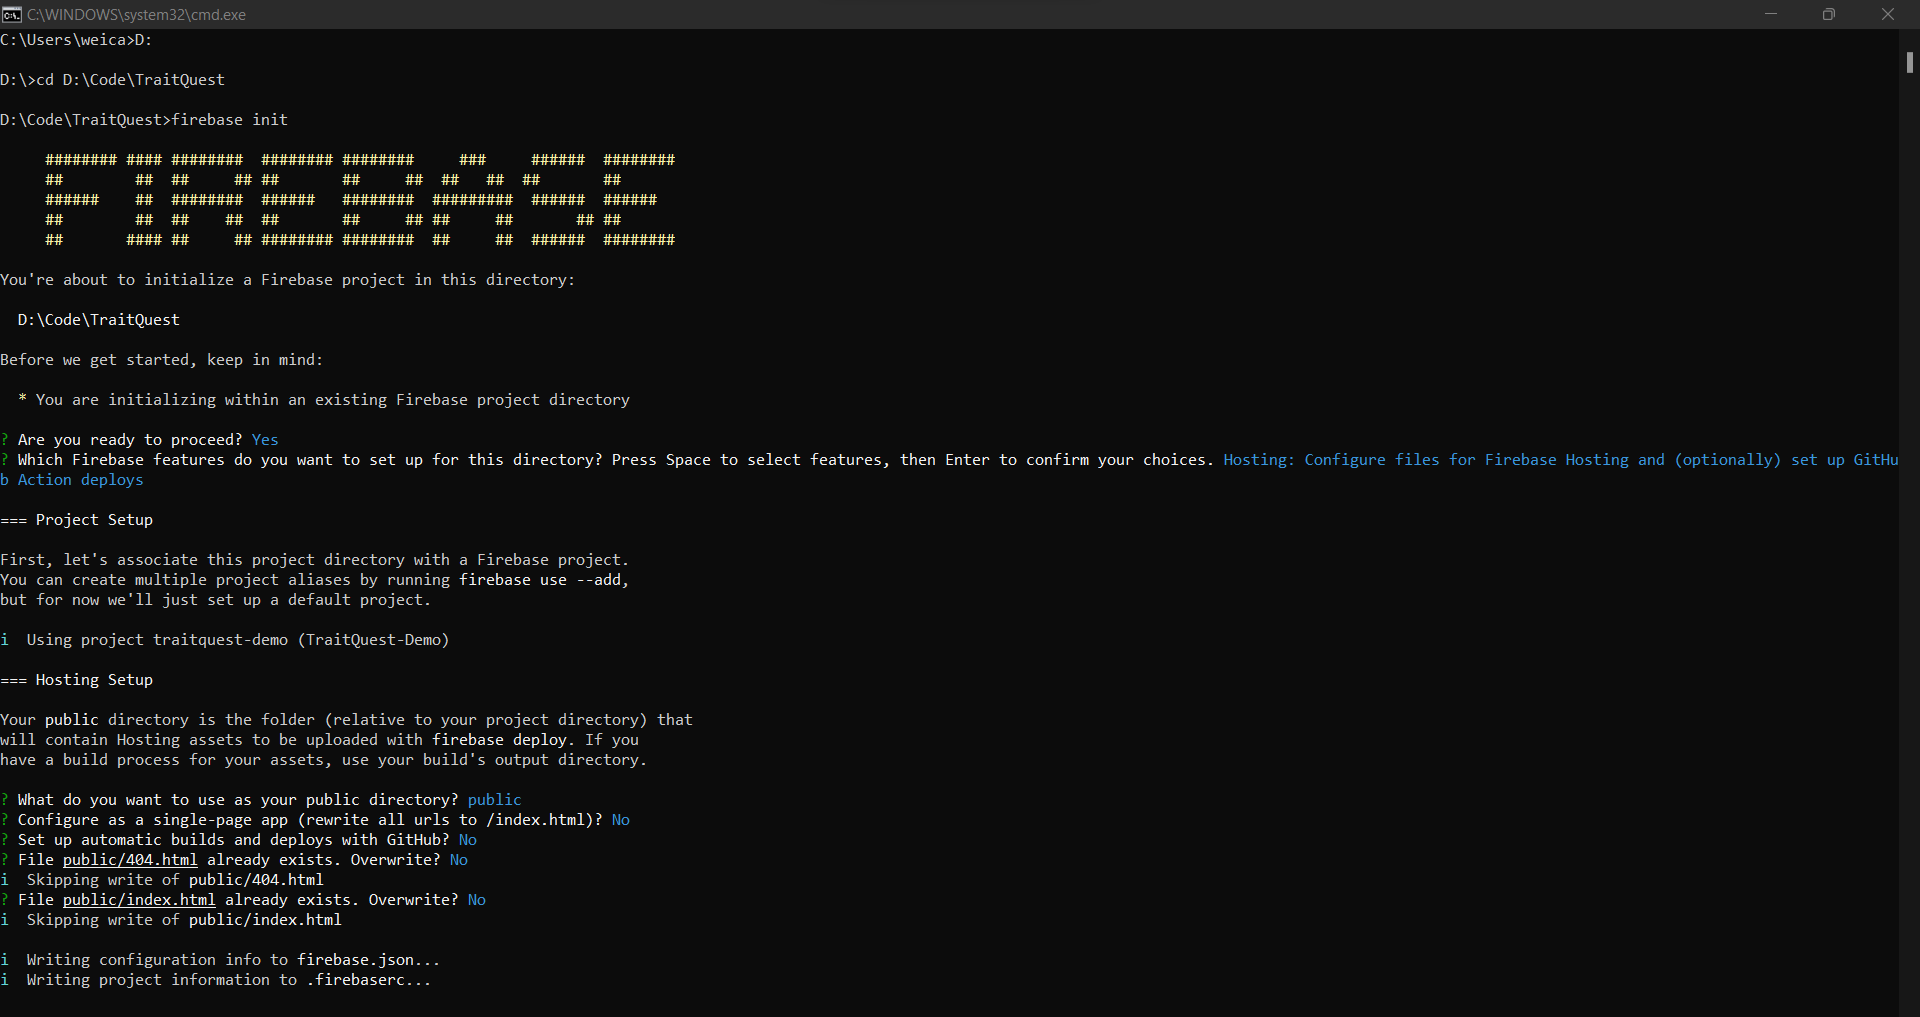 C:\WINDOWS\system32\cmd.exe
C:\Users\weica>D:
D:\>cd D:\Code\TraitQuest
D:\Code\TraitQuest>firebase init
######## #### ########  ######## ########     ###     ######  ########
##        ## ##     ## ##       ##     ##  ##   ##  ##       ##
######    ##  ########  ######   ########  #########  ######  ######
##        ## ##    ##  ##       ##     ## ##     ##       ## ##
##       #### ##     ## ######## ########  ##     ##  ######  ########
You're about to initialize a Firebase project in this directory:
D:\Code\TraitQuest
Before we get started, keep in mind:
* You are initializing within an existing Firebase project directory
? Are you ready to proceed? Yes
? Which Firebase features do you want to set up for this directory? Press Space to select features, then Enter to confirm your choices. Hosting: Configure files for Firebase Hosting and (optionally) set up GitHu
b Action deploys
=== Project Setup
First, let's associate this project directory with a Firebase project.
You can create multiple project aliases by running firebase use --add,
but for now we'll just set up a default project.
i  Using project traitquest-demo (TraitQuest-Demo)
=== Hosting Setup
Your public directory is the folder (relative to your project directory) that
will contain Hosting assets to be uploaded with firebase deploy. If you
have a build process for your assets, use your build's output directory.
? What do you want to use as your public directory? public
? Configure as a single-page app (rewrite all urls to /index.html)? No
? Set up automatic builds and deploys with GitHub? No
? File public/404.html already exists. Overwrite? No
i  Skipping write of public/404.html
? File public/index.html already exists. Overwrite? No
i  Skipping write of public/index.html
i  Writing configuration info to firebase.json...
i  Writing project information to .firebaserc...